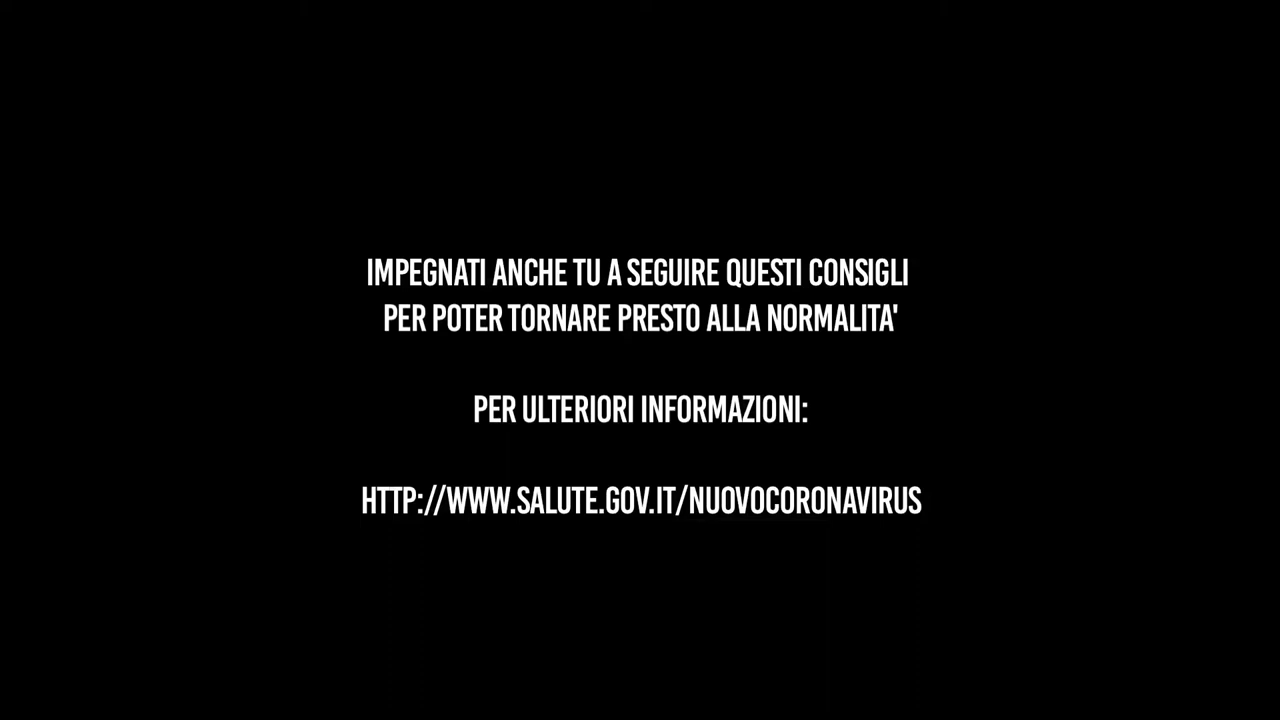 IMPEGNATI ANCHE TU A SEGUIRE QUESTI CONSIGLI
PER POTER TORNARE PRESTO ALLA NORMALITA'
PER ULTERIORI INFORMAZIONI:
HTTP://WWW.SALUTE.GOV.IT/NUOVOCORONAVIRUS